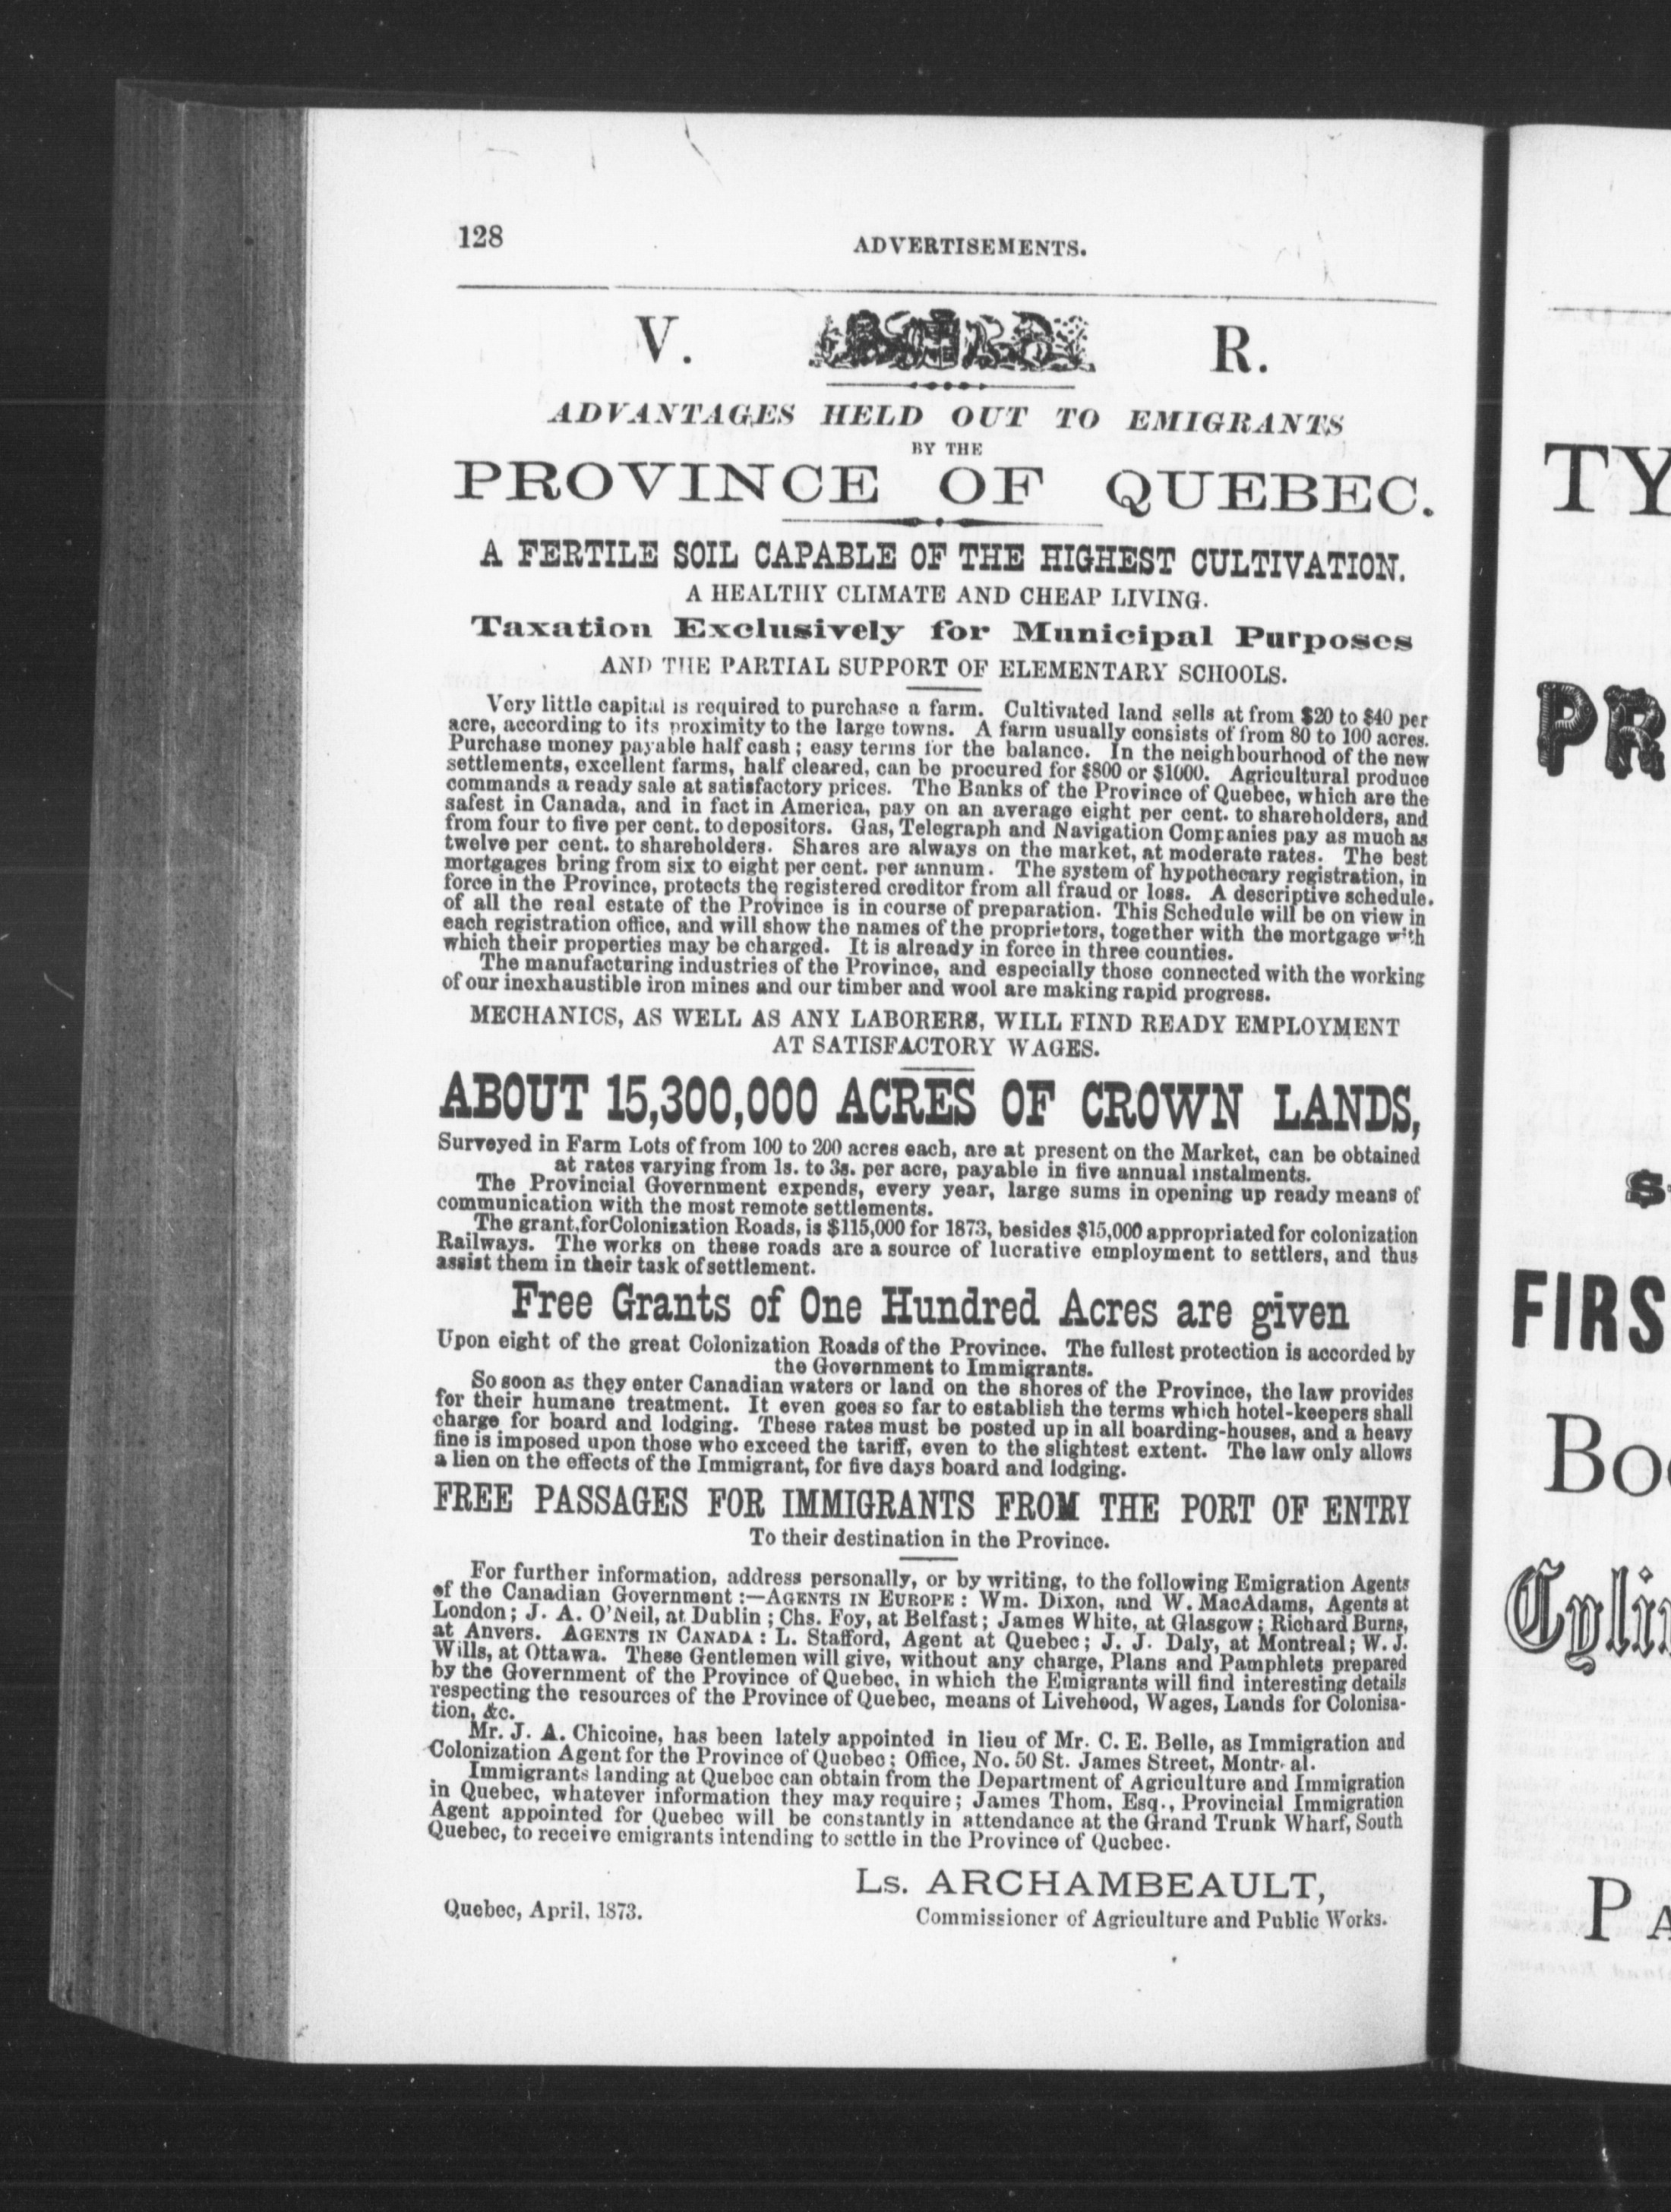 128
ADVERTISEMENTS.
V. R.
ADVANTAGES HELD OUT TO EMIGRANTS
BY THE
PROVINCE OF QUEBEC.
A FERTILE SOIL CAPABLE OF THE HIGHEST CULTIVATION.
A HEALTHY CLIMATE AND CHEAP LIVING.
Taxation Exclusively for Municipal Purposes
AND THE PARTIAL SUPPORT OF ELEMENTARY SCHOOLS.
Very little capital is required to purchase a farm. Cultivated land sells at from $20 to $40 per
acre, according to its proximity to the large towns. A farm usually consists of from 80 to 100 acres.
Purchase money payable half cash; easy terms for the balance. In the neighbourhood of the new
settlements, excellent farms, half cleared, can be procured for $800 or $1000. Agricultural produce
commands a ready sale at satisfactory prices. The Banks of the Province of Quebec, which are the
safest in Canada, and in fact in America, pay on an average eight per cent. to shareholders, and
from four to five per cent. to depositors. Gas, Telegraph and Navigation Companies pay as much as
twelve per cent. to shareholders. Shares are always on the market, at moderate rates. The best
mortgages bring from six to eight per cent. per annum. The system of hypothecary registration, in
force in the Province, protects the registered creditor from all fraud or loss. A descriptive schedule.
of all the real estate of the Province is in course of preparation. This Schedule will be on view in
each registration office, and will show the names of the proprietors, together with the mortgage with
which their properties may be charged. It is already in force in three counties.
The manufacturing industries of the Province, and especially those connected with the working
of our inexhaustible iron mines and our timber and wool are making rapid progress.
MECHANICS, AS WELL AS ANY LABORERS, WILL FIND READY EMPLOYMENT
AT SATISFACTORY WAGES.
ABOUT 15,300,000 ACRES OF CROWN LANDS,
Surveyed in Farm Lots of from 100 to 200 acres each, are at present on the Market, can be obtained
at rates varying from 1s. to 3s. per acre, payable in five annual instalments.
The Provincial Government expends, every year, large sums in opening up ready means of
communication with the most remote settlements.
The grant,forColonization Roads, is $115,000 for 1873, besides $15,000 appropriated for colonization
Railways. The works on these roads are a source of lucrative employment to settlers, and thus
assist them in their task of settlement.
Free Grants of One Hundred Acres are given
Upon eight of the great Colonization Roads of the Province. The fullest protection is accorded by
the Government to Immigrants.
So soon as they enter Canadian waters or land on the shores of the Province, the law provides
for their humane treatment. It even goes so far to establish the terms which hotel-keepers shall
charge for board and lodging. These rates must be posted up in all boarding-houses, and a heavy
fine is imposed upon those who exceed the tariff, even to the slightest extent. The law only allows
a lien on the effects of the Immigrant, for five days board and lodging.
FREE PASSAGES FOR IMMIGRANTS FROM THE PORT OF ENTRY
To their destination in the Province.
For further information, address personally, or by writing, to the following Emigration Agents
of the Canadian Government :—AGENTS IN EUROPE : Wm. Dixon, and W. MacAdams, Agents at
London; J. A. O'Neil, at Dublin ; Chs. Foy, at Belfast; James White, at Glasgow; Richard Burns,
at Anvers. AGENTS IN CANADA : L. Stafford, Agent at Quebec; J. J. Daly, at Montreal; W. J.
Wills, at Ottawa. These Gentlemen will give, without any charge, Plans and Pamphlets prepared
by the Government of the Province of Quebec, in which the Emigrants will find interesting details
respecting the resources of the Province of Quebec, means of Livehood, Wages, Lands for Colonisa-
tion, &c.
Mr. J. A. Chicoine, has been lately appointed in lieu of Mr. C. E. Belle, as Immigration and
Colonization Agent for the Province of Quebec; Office, No. 50 St. James Street, Montr al.
Immigrants landing at Quebec can obtain from the Department of Agriculture and Immigration
in Quebec, whatever information they may require; James Thom, Esq., Provincial Immigration
Agent appointed for Quebec will be constantly in attendance at the Grand Trunk Wharf, South
Quebec, to receive emigrants intending to settle in the Province of Quebec.
Ls. ARCHAMBEAULT,
Quebec, April, 1873.
Commissioner of Agriculture and Public Works.
TY
PR
$
FIRS
Bo
Cylin
PA